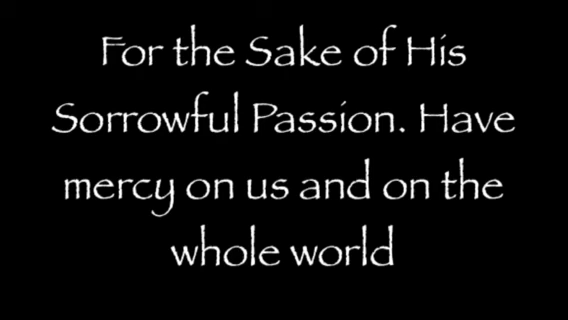 For the Sake of His
Sorrowful Passion. Have
mercy on us and on the
whole world